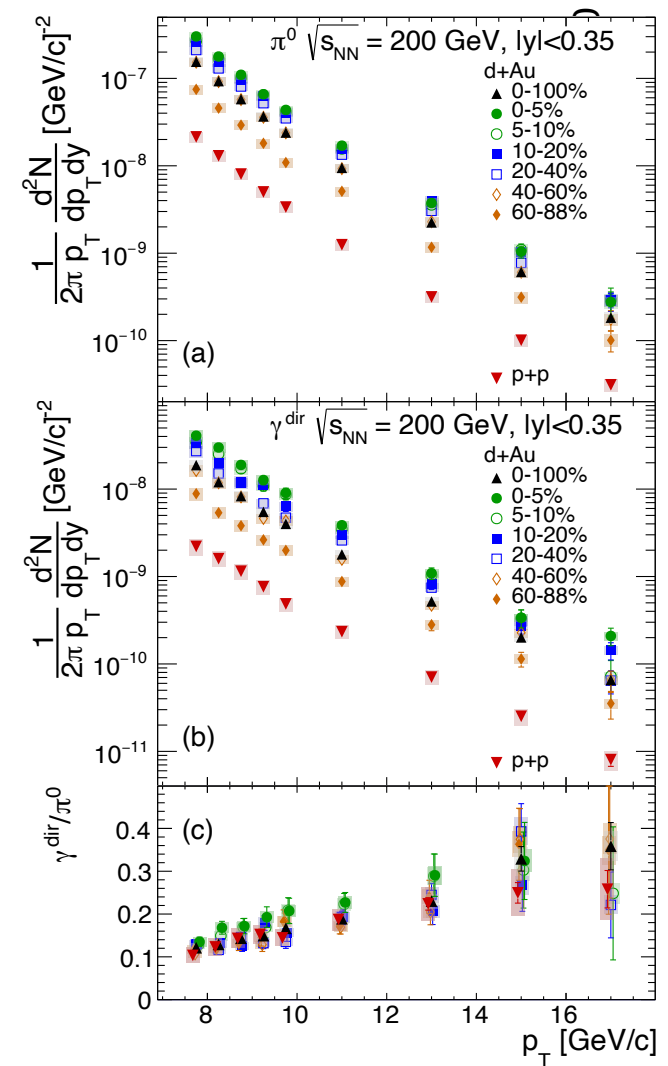 π⁰ √s_NN = 200 GeV, |y|<0.35
d+Au
0-100%
0-5%
5-10%
10-20%
20-40%
40-60%
60-88%
p+p
(a)
10⁻⁷
10⁻⁸
10⁻⁹
10⁻¹⁰
1/(2π p_T) d²N/(dp_T dy) [GeV/c]⁻²
γ^dir √s_NN = 200 GeV, |y|<0.35
d+Au
0-100%
0-5%
5-10%
10-20%
20-40%
40-60%
60-88%
p+p
(b)
10⁻⁸
10⁻⁹
10⁻¹⁰
10⁻¹¹
1/(2π p_T) d²N/(dp_T dy) [GeV/c]⁻²
(c)
γ^dir/π⁰
0.4
0.3
0.2
0.1
0
8 10 12 14 16
p_T [GeV/c]